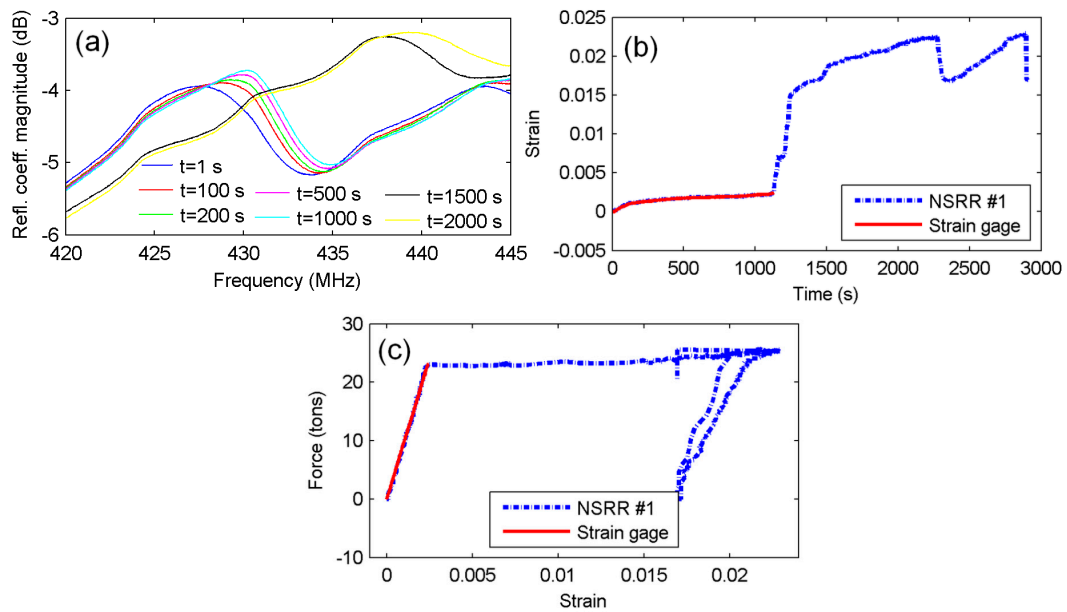 (a)
Refl. coeff. magnitude (dB)
-3
-4
-5
-6
t=1 s
t=100 s
t=200 s
t=500 s
t=1000 s
t=1500 s
t=2000 s
420 425 430 435 440 445
Frequency (MHz)
(b)
Strain
0.025
0.02
0.015
0.01
0.005
0
-0.005
NSRR #1
Strain gage
0 500 1000 1500 2000 2500 3000
Time (s)
(c)
Force (tons)
30
20
10
0
-10
NSRR #1
Strain gage
0 0.005 0.01 0.015 0.02
Strain